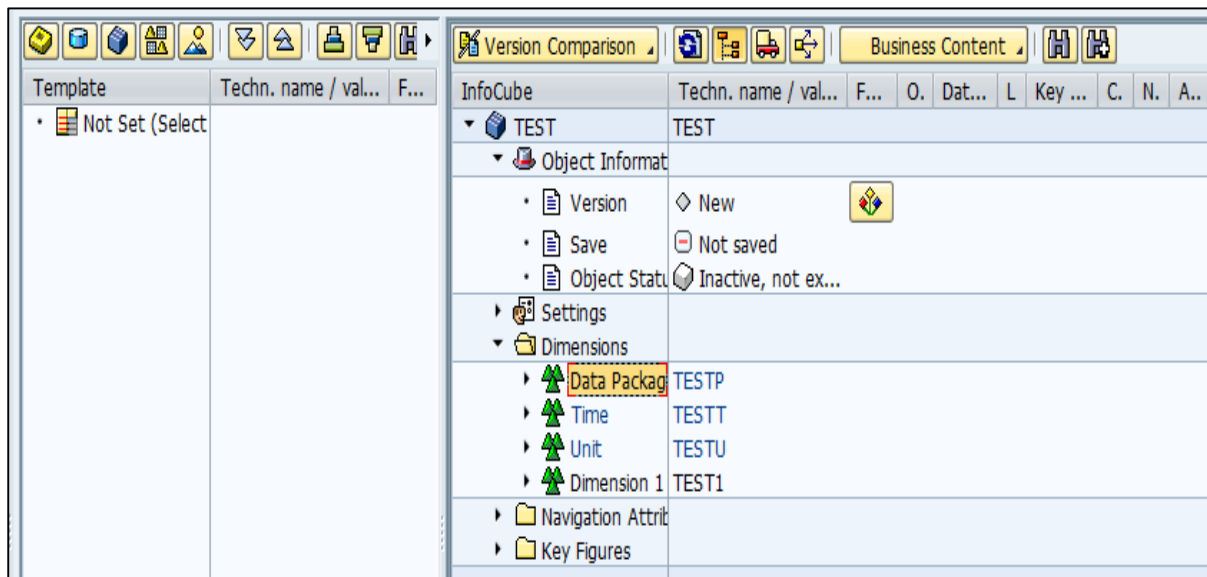 Version Comparison Business Content
Template Techn. name / val... F...
InfoCube Techn. name / val... F... O. Dat... L Key ... C. N. A..
Not Set (Select
TEST TEST
Object Informat
Version New
Save Not saved
Object Statu Inactive, not ex...
Settings
Dimensions
Data Packag TESTP
Time TESTT
Unit TESTU
Dimension 1 TEST1
Navigation Attrib
Key Figures